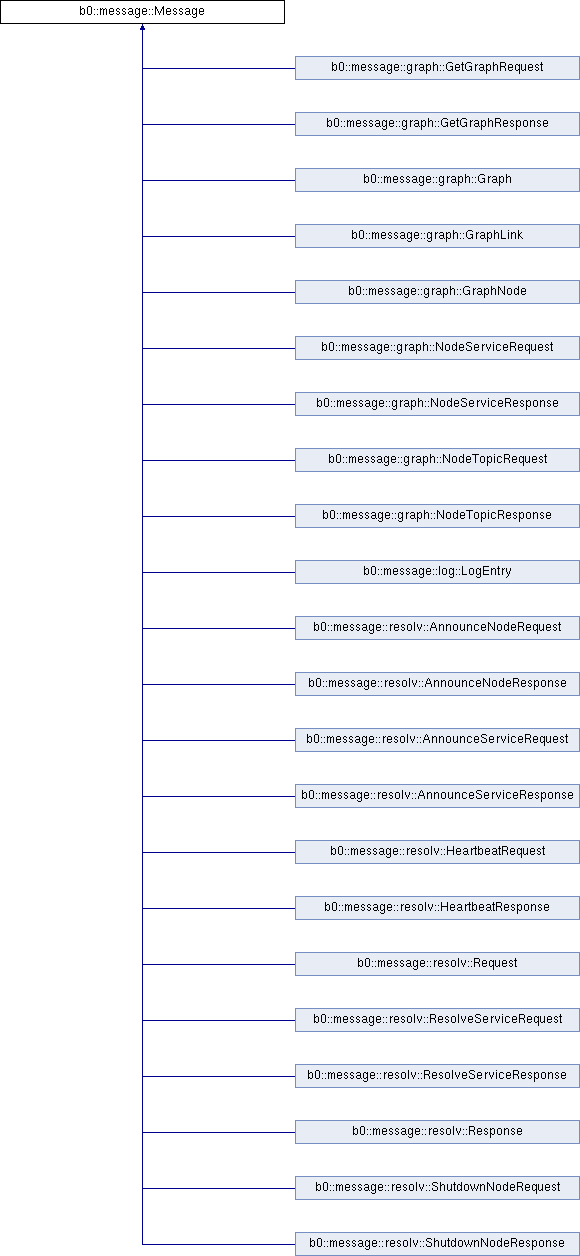 b0::message::Message
b0::message::graph::GetGraphRequest
b0::message::graph::GetGraphResponse
b0::message::graph::Graph
b0::message::graph::GraphLink
b0::message::graph::GraphNode
b0::message::graph::NodeServiceRequest
b0::message::graph::NodeServiceResponse
b0::message::graph::NodeTopicRequest
b0::message::graph::NodeTopicResponse
b0::message::log::LogEntry
b0::message::resolv::AnnounceNodeRequest
b0::message::resolv::AnnounceNodeResponse
b0::message::resolv::AnnounceServiceRequest
b0::message::resolv::AnnounceServiceResponse
b0::message::resolv::HeartbeatRequest
b0::message::resolv::HeartbeatResponse
b0::message::resolv::Request
b0::message::resolv::ResolveServiceRequest
b0::message::resolv::ResolveServiceResponse
b0::message::resolv::Response
b0::message::resolv::ShutdownNodeRequest
b0::message::resolv::ShutdownNodeResponse